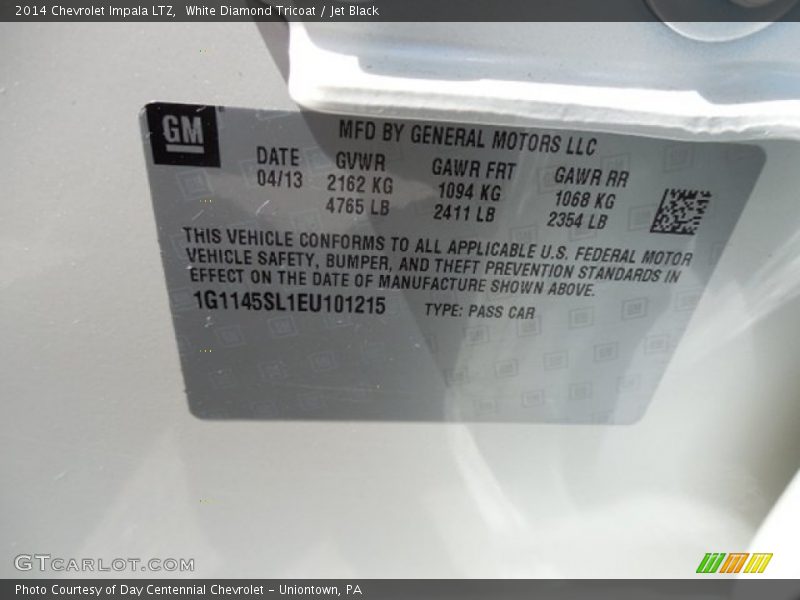 2014 Chevrolet Impala LTZ,  White Diamond Tricoat / Jet Black
GM
MFD BY GENERAL MOTORS LLC
DATE GVWR GAWR FRT GAWR RR
04/13 2162 KG 1094 KG 1068 KG
4765 LB 2411 LB 2354 LB
THIS VEHICLE CONFORMS TO ALL APPLICABLE U.S. FEDERAL MOTOR
VEHICLE SAFETY, BUMPER, AND THEFT PREVENTION STANDARDS IN
EFFECT ON THE DATE OF MANUFACTURE SHOWN ABOVE.
1G1145SL1EU101215 TYPE: PASS CAR
GTCARLOT.COM
Photo Courtesy of Day Centennial Chevrolet - Uniontown, PA